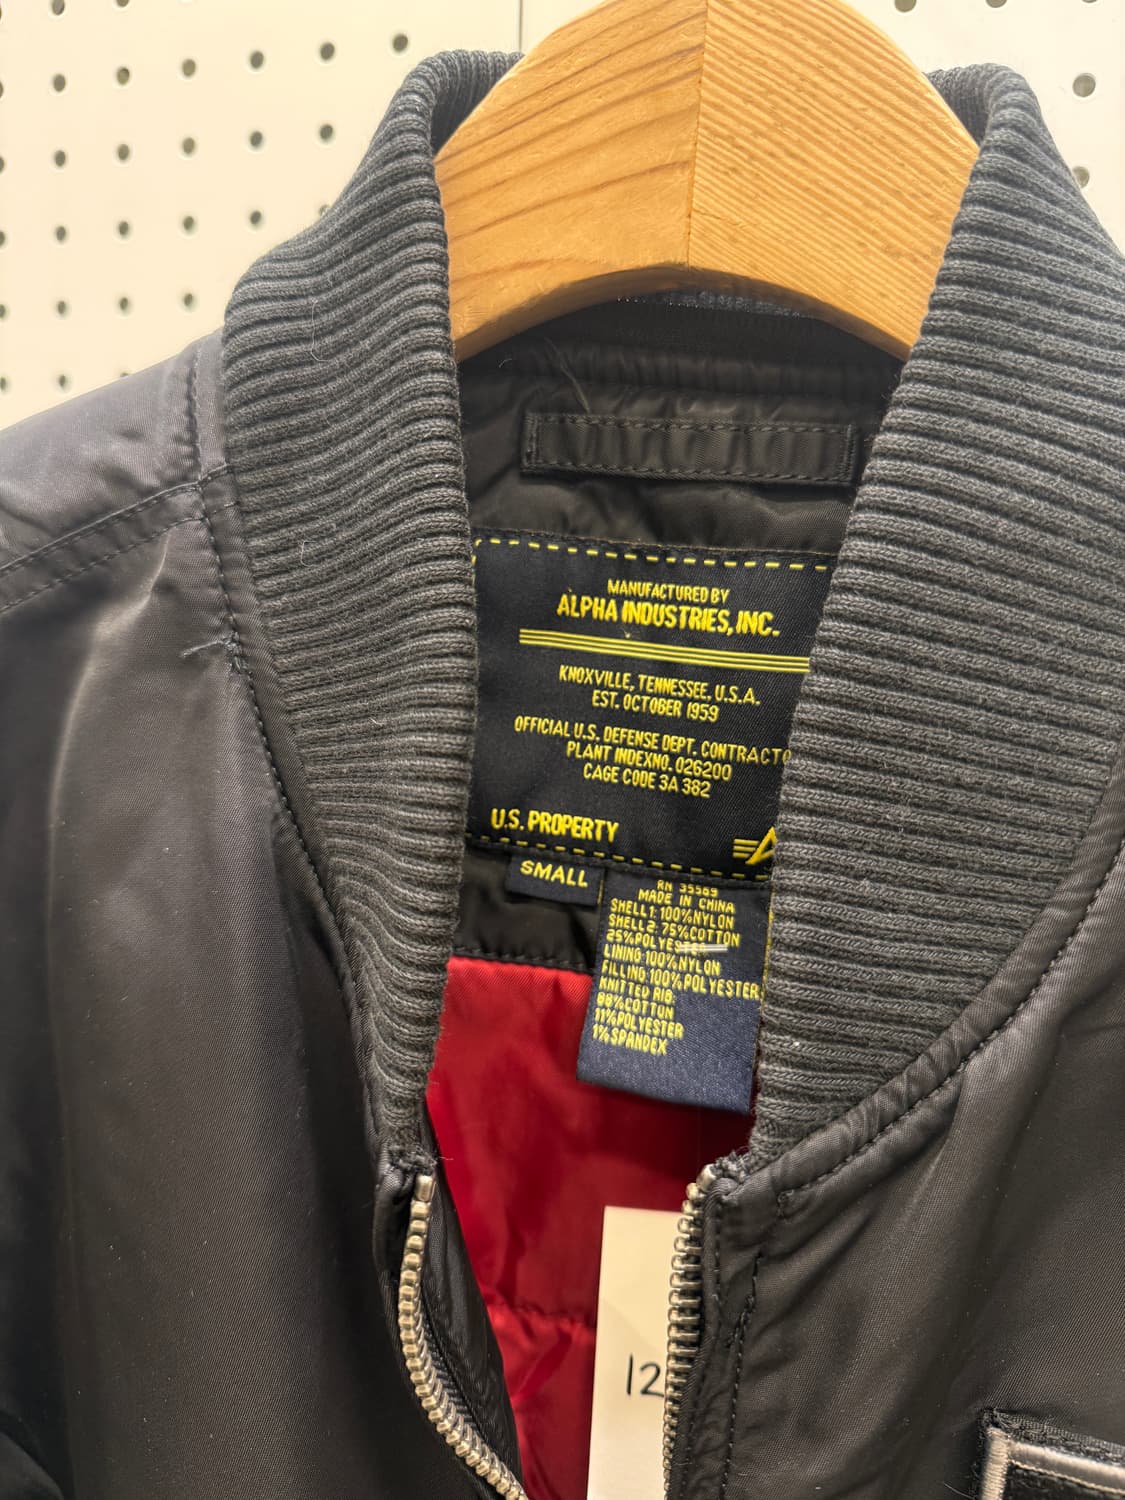 MANUFACTURED BY
ALPHA INDUSTRIES, INC.
KNOXVILLE, TENNESSEE, U.S.A.
EST. OCTOBER 1959
OFFICIAL U.S. DEFENSE DEPT. CONTRACTO
PLANT INDEXNO. 026200
CAGE CODE 3A 382
U.S. PROPERTY
SMALL
RN 35589
MADE IN CHINA
SHELL1: 100%NYLON
SHELL2: 75%COTTON
25%POLYESTER
LINING:100%NYLON
FILLING:100%POLYESTER
KNITTED RIB:
88%COTTON
11%POLYESTER
1%SPANDEX
12